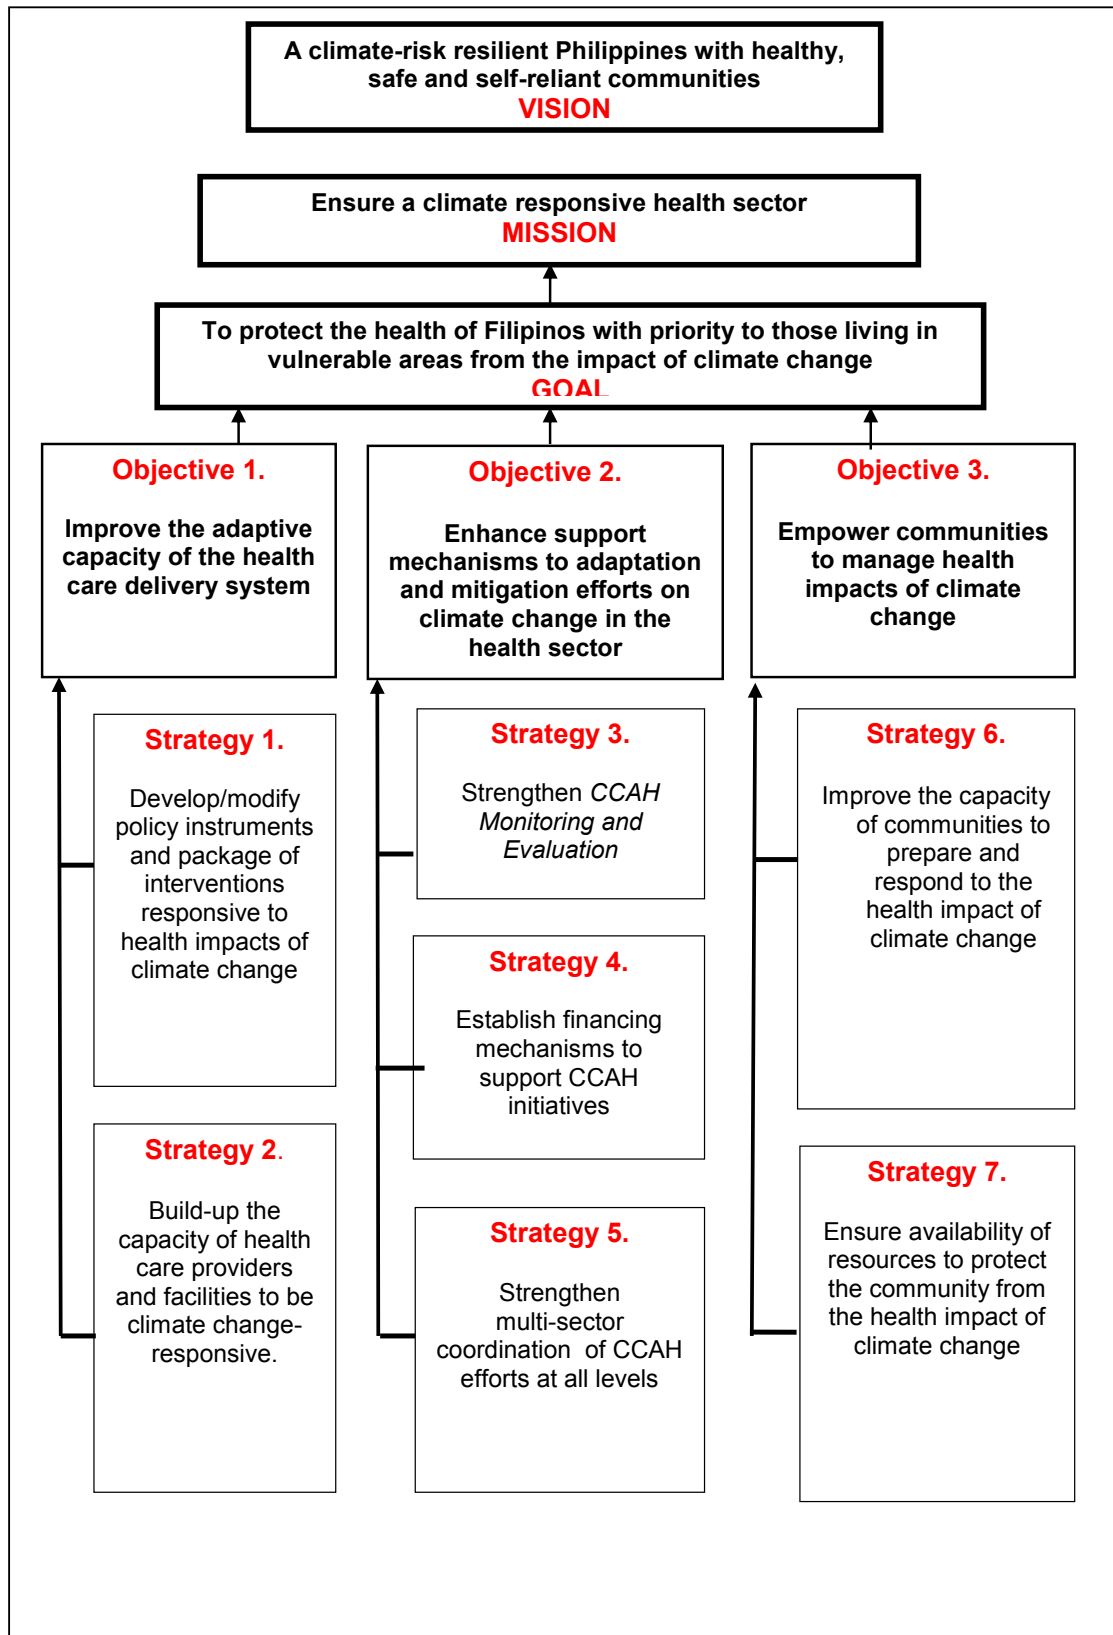 A climate-risk resilient Philippines with healthy,
safe and self-reliant communities
VISION
Ensure a climate responsive health sector
MISSION
To protect the health of Filipinos with priority to those living in
vulnerable areas from the impact of climate change
GOAL
Objective 1.
Improve the adaptive
capacity of the health
care delivery system
Objective 2.
Enhance support
mechanisms to adaptation
and mitigation efforts on
climate change in the
health sector
Objective 3.
Empower communities
to manage health
impacts of climate
change
Strategy 1.
Develop/modify
policy instruments
and package of
interventions
responsive to
health impacts of
climate change
Strategy 2.
Build-up the
capacity of health
care providers
and facilities to be
climate change-
responsive.
Strategy 3.
Strengthen CCAH
Monitoring and
Evaluation
Strategy 4.
Establish financing
mechanisms to
support CCAH
initiatives
Strategy 5.
Strengthen
multi-sector
coordination of CCAH
efforts at all levels
Strategy 6.
Improve the capacity
of communities to
prepare and
respond to the
health impact of
climate change
Strategy 7.
Ensure availability of
resources to protect
the community from
the health impact of
climate change